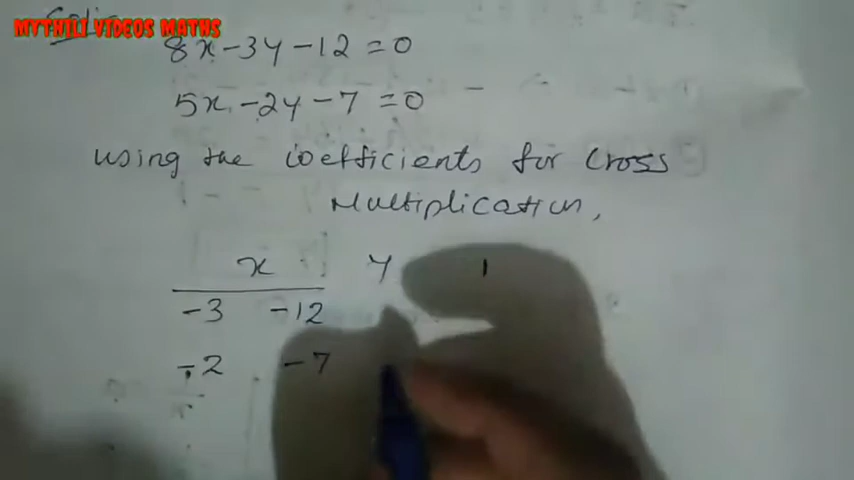 Soln:-
MYTHILI VIDEOS MATHS
8x - 3y - 12 = 0
5x - 2y - 7 = 0
using the coefficients for Cross
Multiplication,
x y 1
-3 -12
-2 -7